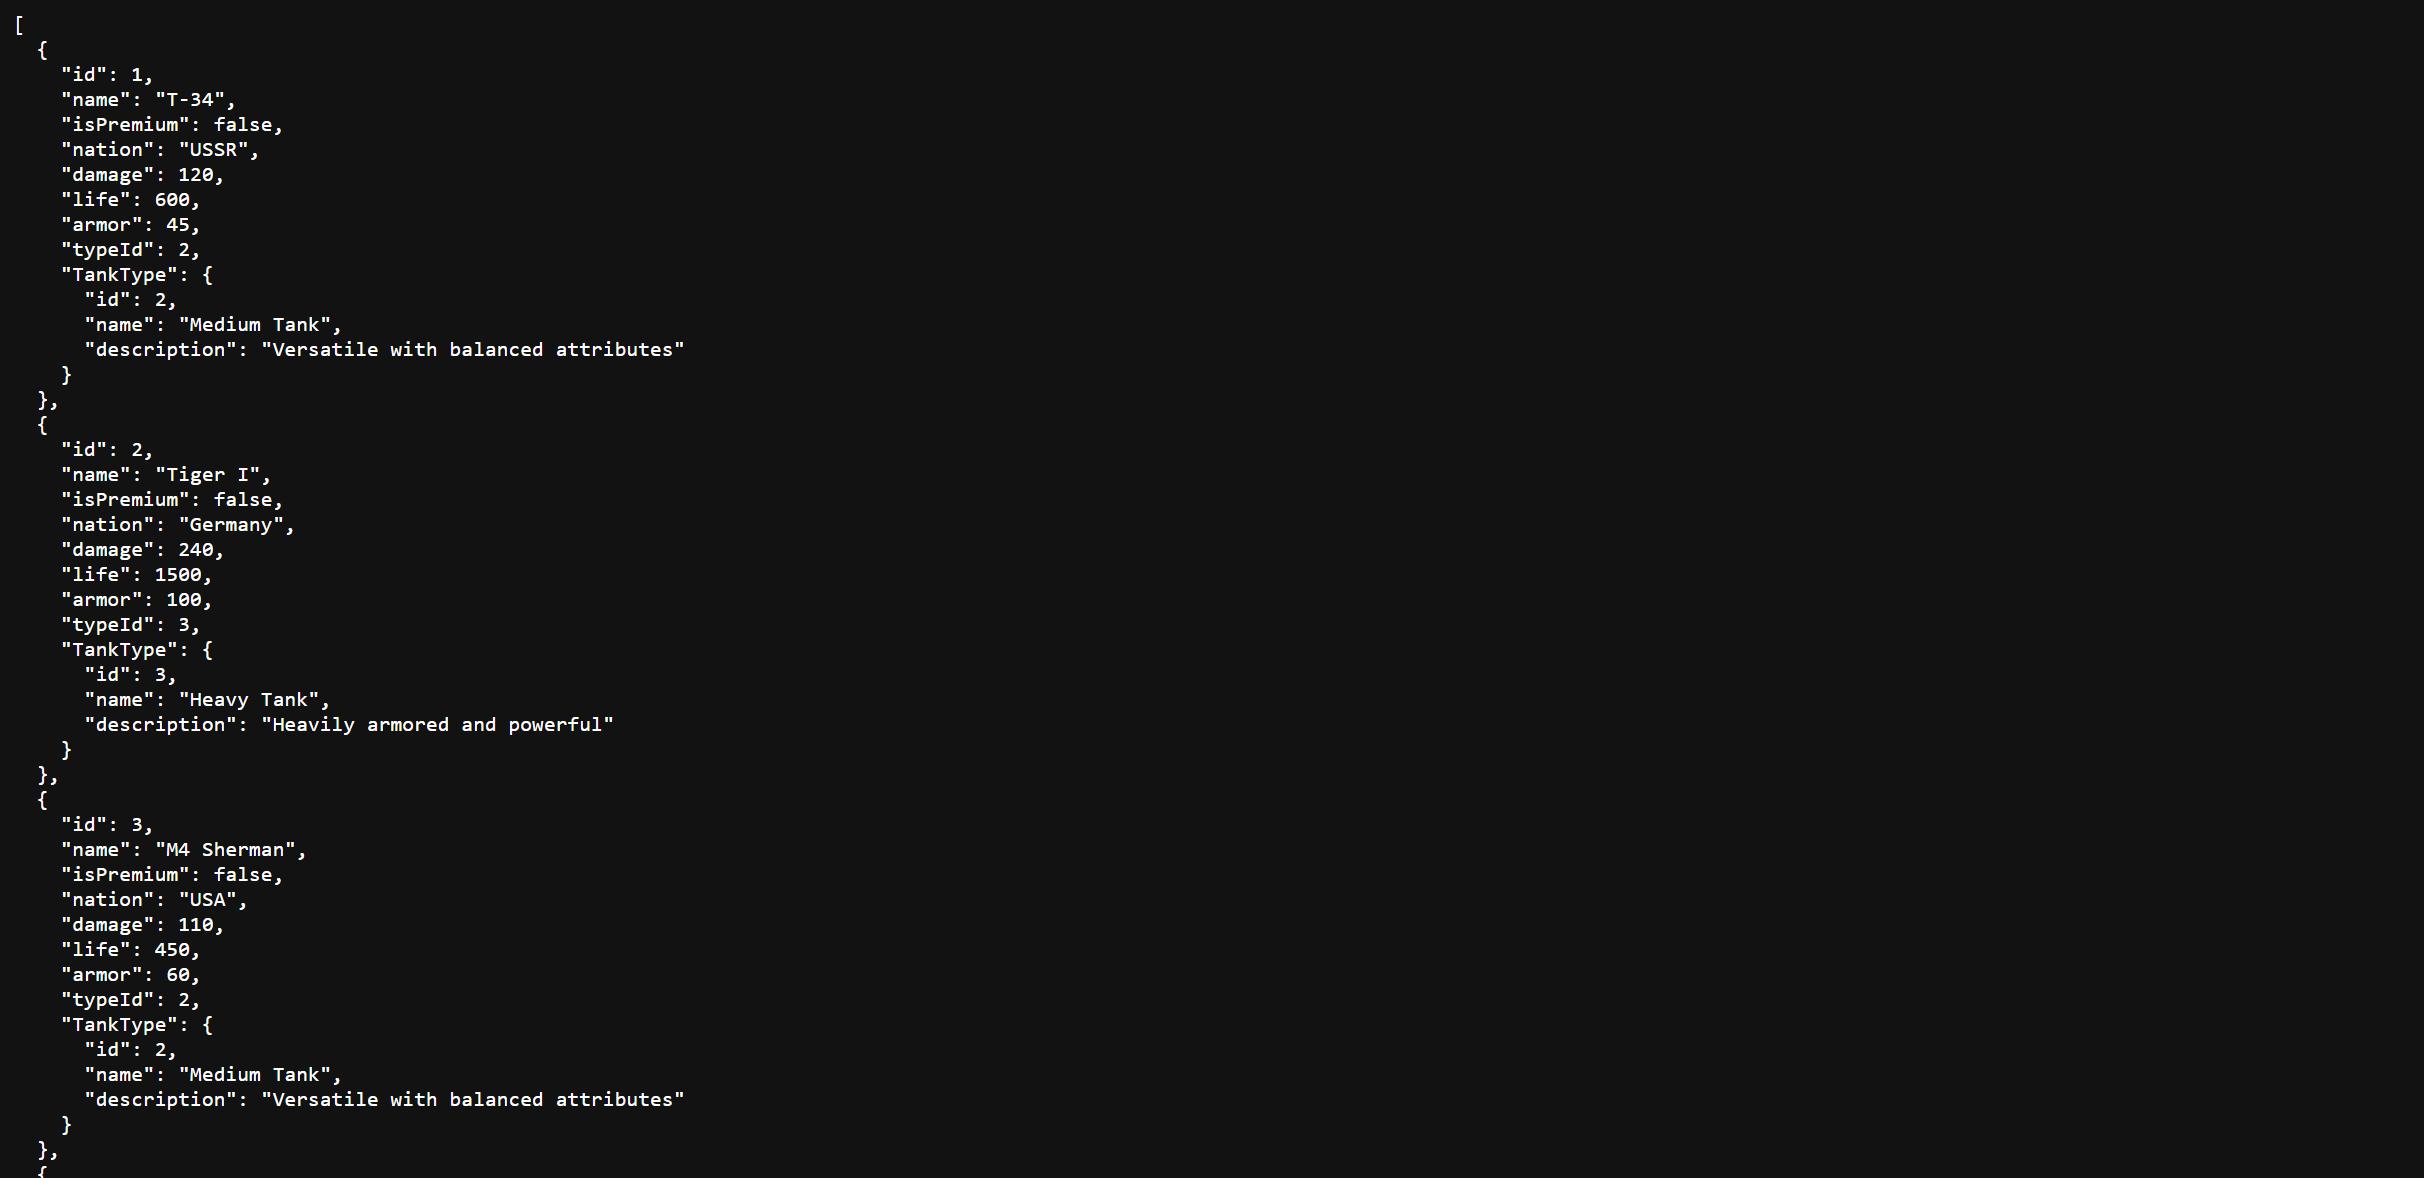 [
  {
    "id": 1,
    "name": "T-34",
    "isPremium": false,
    "nation": "USSR",
    "damage": 120,
    "life": 600,
    "armor": 45,
    "typeId": 2,
    "TankType": {
      "id": 2,
      "name": "Medium Tank",
      "description": "Versatile with balanced attributes"
    }
  },
  {
    "id": 2,
    "name": "Tiger I",
    "isPremium": false,
    "nation": "Germany",
    "damage": 240,
    "life": 1500,
    "armor": 100,
    "typeId": 3,
    "TankType": {
      "id": 3,
      "name": "Heavy Tank",
      "description": "Heavily armored and powerful"
    }
  },
  {
    "id": 3,
    "name": "M4 Sherman",
    "isPremium": false,
    "nation": "USA",
    "damage": 110,
    "life": 450,
    "armor": 60,
    "typeId": 2,
    "TankType": {
      "id": 2,
      "name": "Medium Tank",
      "description": "Versatile with balanced attributes"
    }
  },
  {